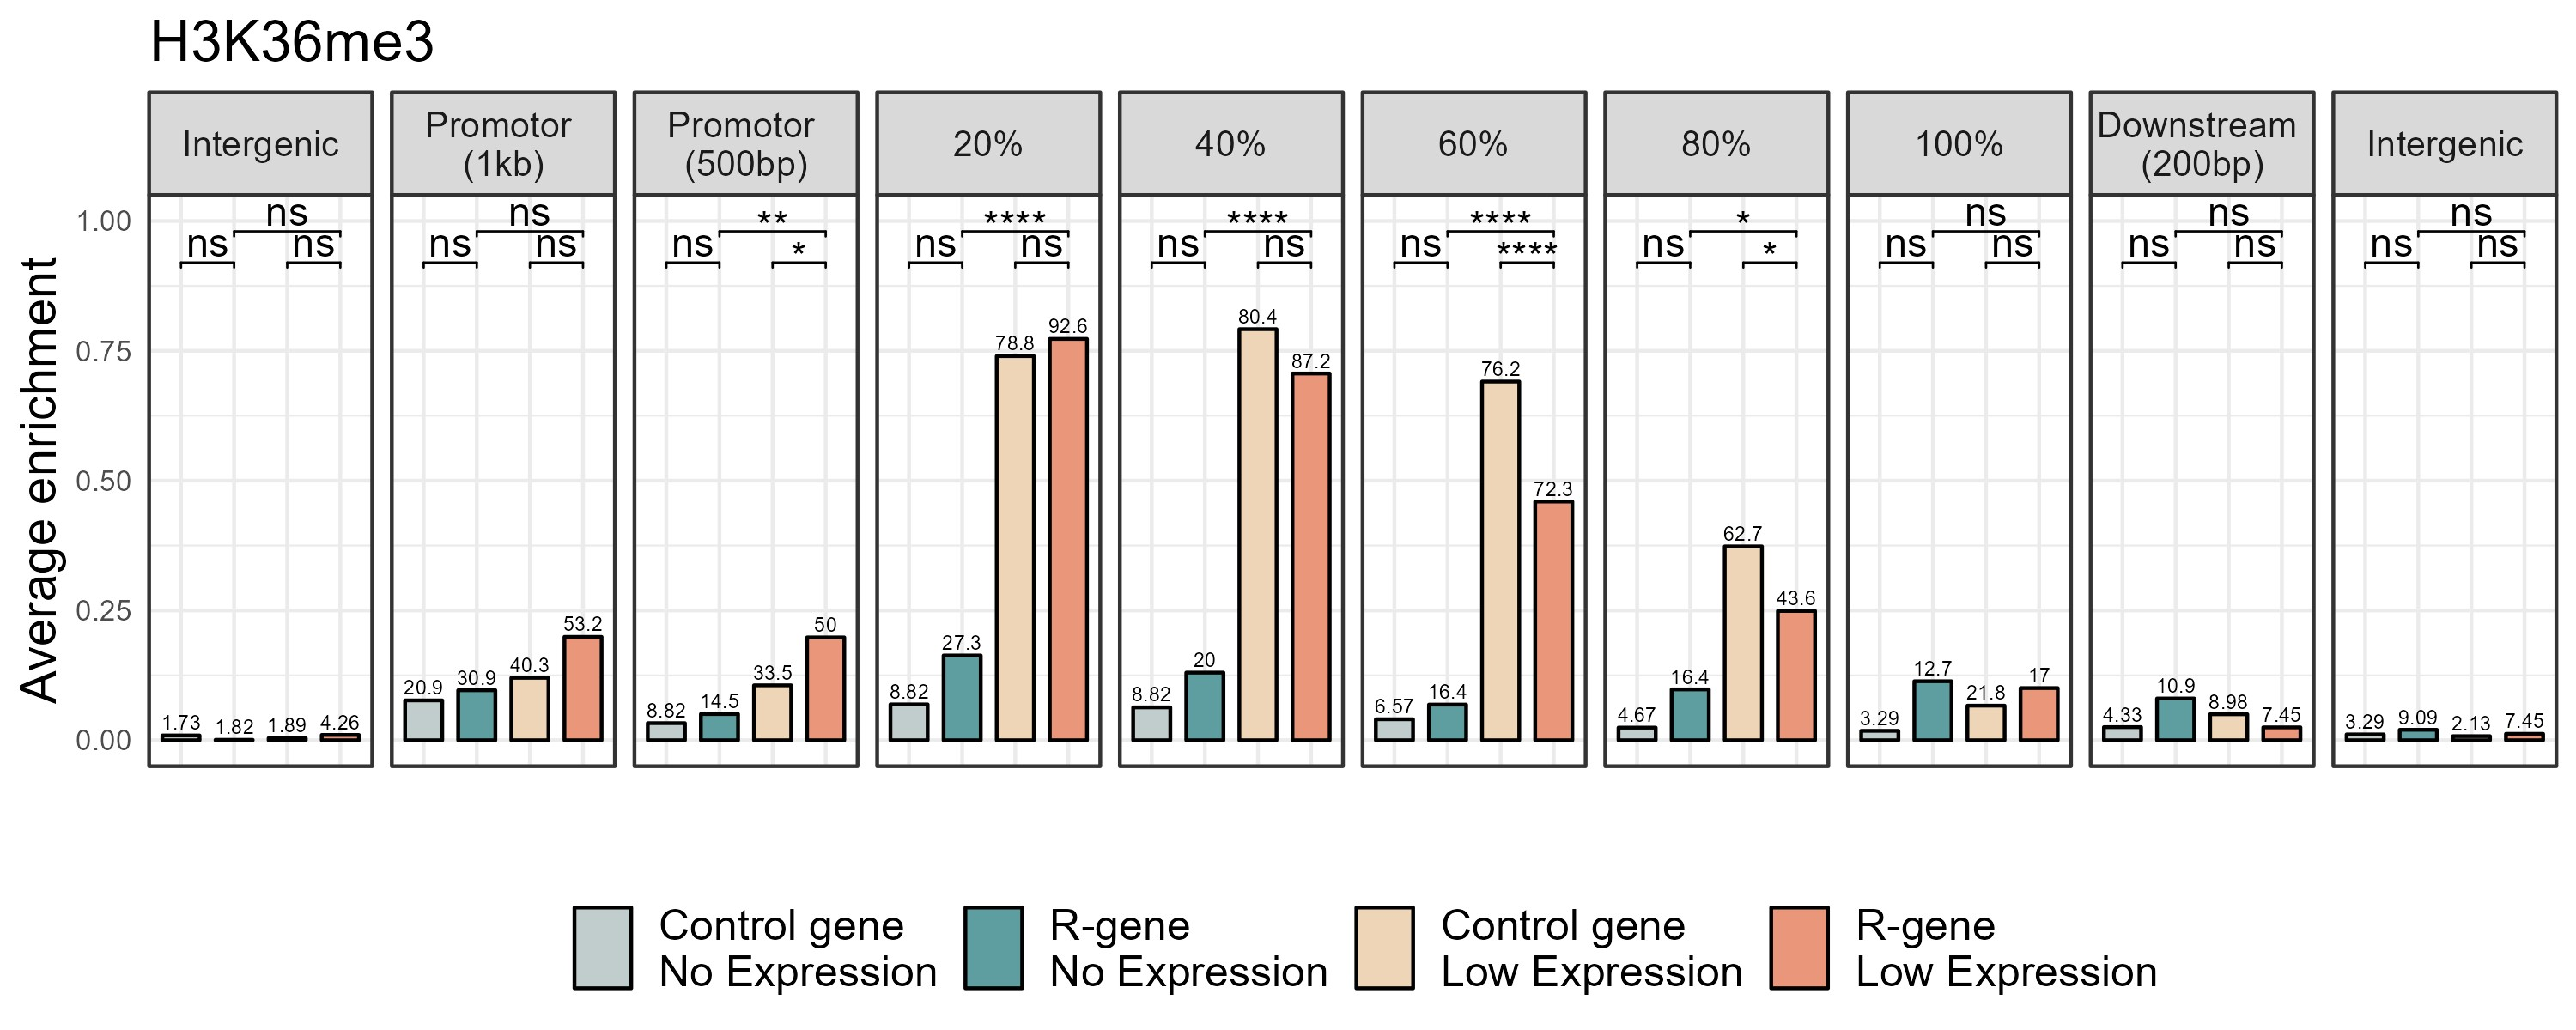 H3K36me3
Intergenic
Promotor
(1kb)
Promotor
(500bp)
20%
40%
60%
80%
100%
Downstream
(200bp)
Intergenic
Average enrichment
1.00
0.75
0.50
0.25
0.00
ns
ns ns
1.73 1.82 1.89 4.26
ns
ns ns
20.9 30.9 40.3 53.2
**
ns *
8.82 14.5 33.5 50
****
ns ns
8.82 27.3 78.8 92.6
****
ns ns
8.82 20 80.4 87.2
****
ns ****
6.57 16.4 76.2 72.3
*
ns *
4.67 16.4 62.7 43.6
ns
ns ns
3.29 12.7 21.8 17
ns
ns ns
4.33 10.9 8.98 7.45
ns
ns ns
3.29 9.09 2.13 7.45
Control gene
No Expression
R-gene
No Expression
Control gene
Low Expression
R-gene
Low Expression